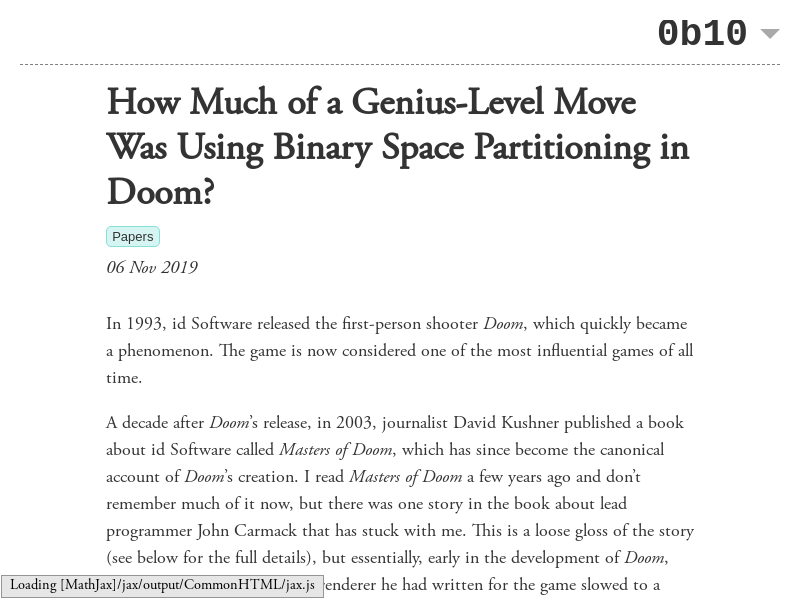 0b10
How Much of a Genius-Level Move
Was Using Binary Space Partitioning in
Doom?
Papers
06 Nov 2019
In 1993, id Software released the first-person shooter Doom, which quickly became
a phenomenon. The game is now considered one of the most influential games of all
time.
A decade after Doom’s release, in 2003, journalist David Kushner published a book
about id Software called Masters of Doom, which has since become the canonical
account of Doom’s creation. I read Masters of Doom a few years ago and don’t
remember much of it now, but there was one story in the book about lead
programmer John Carmack that has stuck with me. This is a loose gloss of the story
(see below for the full details), but essentially, early in the development of Doom,
he had written for the game slowed to a
Loading [MathJax]/jax/output/CommonHTML/jax.js